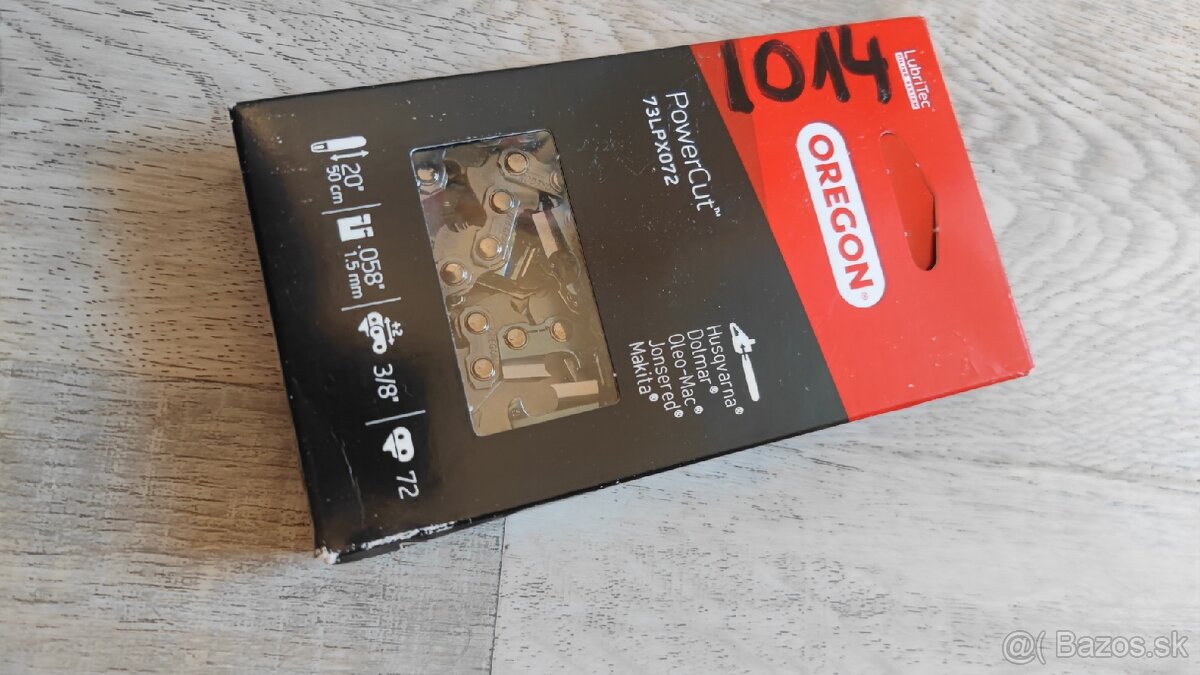 1014
LubriTec
OREGON®
PowerCut™
73LPX072
Husqvarna®
Dolmar®
Oleo-Mac®
Jonsered®
Makita®
20"
50 cm
.058"
1.5 mm
÷2
3/8"
72
@( Bazos.sk